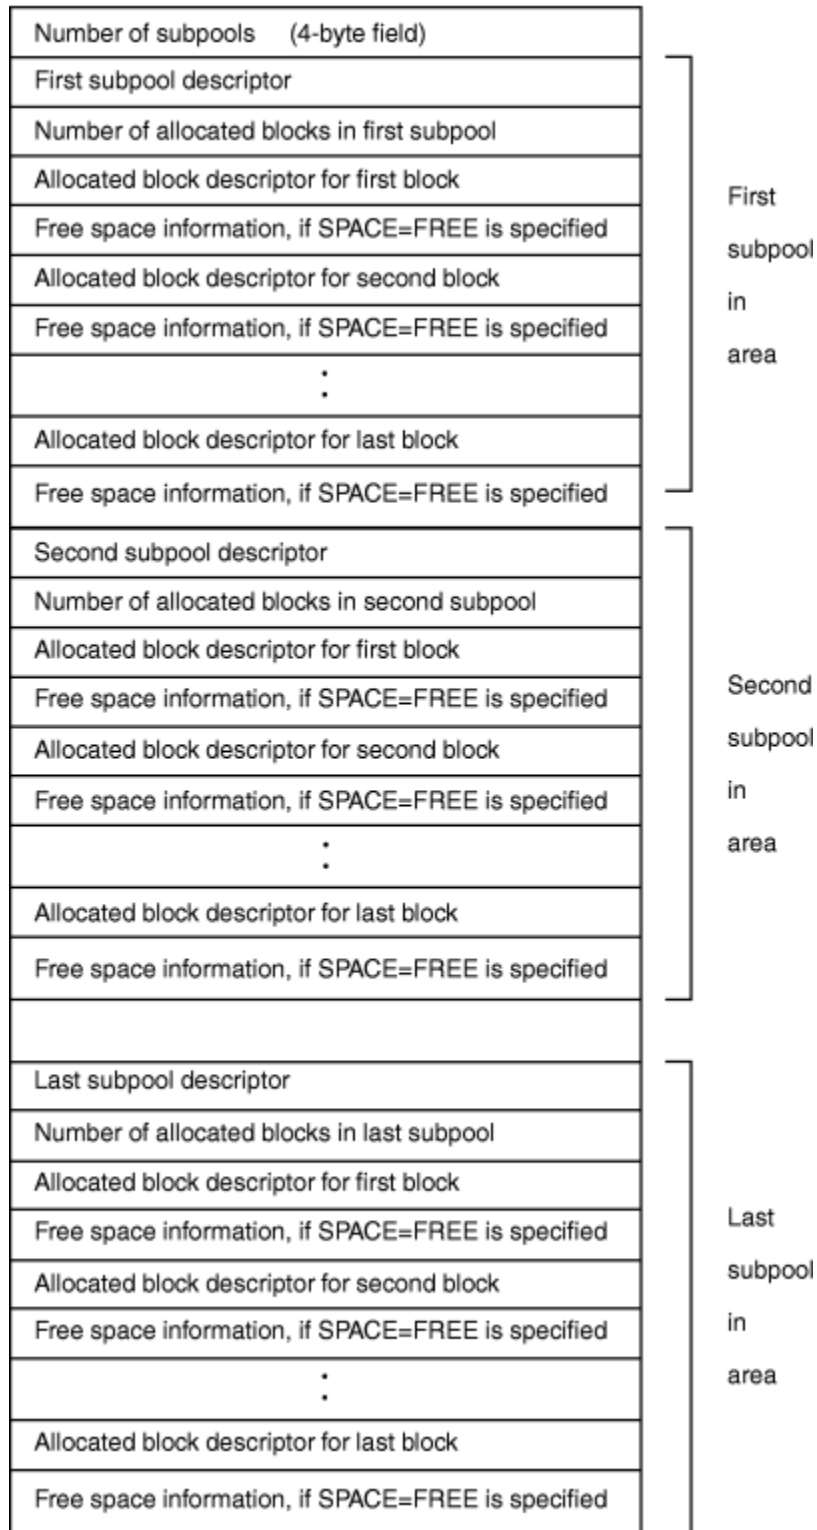 Number of subpools (4-byte field)
First subpool descriptor
Number of allocated blocks in first subpool
Allocated block descriptor for first block
Free space information, if SPACE=FREE is specified
Allocated block descriptor for second block
Free space information, if SPACE=FREE is specified
:
Allocated block descriptor for last block
Free space information, if SPACE=FREE is specified
First
subpool
in
area
Second subpool descriptor
Number of allocated blocks in second subpool
Allocated block descriptor for first block
Free space information, if SPACE=FREE is specified
Allocated block descriptor for second block
Free space information, if SPACE=FREE is specified
:
Allocated block descriptor for last block
Free space information, if SPACE=FREE is specified
Second
subpool
in
area
Last subpool descriptor
Number of allocated blocks in last subpool
Allocated block descriptor for first block
Free space information, if SPACE=FREE is specified
Allocated block descriptor for second block
Free space information, if SPACE=FREE is specified
:
Allocated block descriptor for last block
Free space information, if SPACE=FREE is specified
Last
subpool
in
area